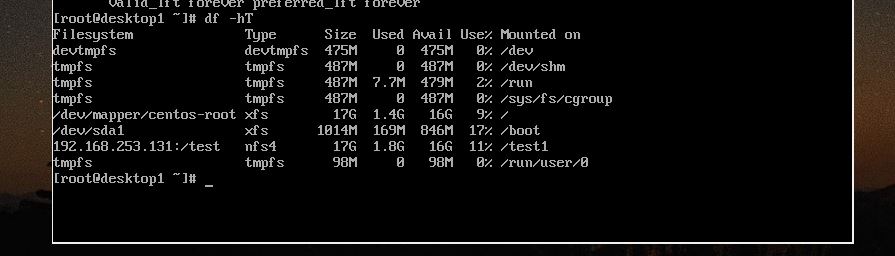 valid_lft forever preferred_lft forever
[root@desktop1 ~]# df -hT
Filesystem Type Size Used Avail Use% Mounted on
devtmpfs devtmpfs 475M 0 475M 0% /dev
tmpfs tmpfs 487M 0 487M 0% /dev/shm
tmpfs tmpfs 487M 7.7M 479M 2% /run
tmpfs tmpfs 487M 0 487M 0% /sys/fs/cgroup
/dev/mapper/centos-root xfs 17G 1.4G 16G 9% /
/dev/sda1 xfs 1014M 169M 846M 17% /boot
192.168.253.131:/test nfs4 17G 1.8G 16G 11% /test1
tmpfs tmpfs 98M 0 98M 0% /run/user/0
[root@desktop1 ~]# _